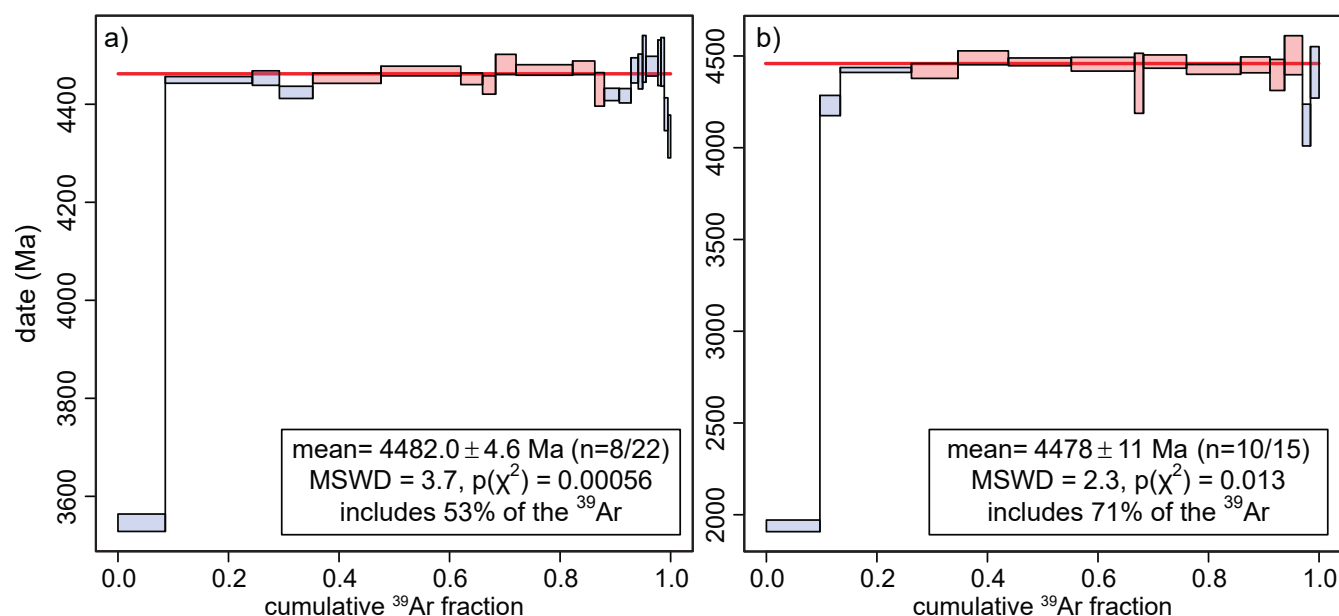 a)
date (Ma)
4400
4200
4000
3800
3600
mean= 4482.0 ± 4.6 Ma (n=8/22)
MSWD = 3.7, p(χ²) = 0.00056
includes 53% of the ³⁹Ar
0.0 0.2 0.4 0.6 0.8 1.0
cumulative ³⁹Ar fraction
b)
4500
4000
4500
3000
2500
2000
mean= 4478 ± 11 Ma (n=10/15)
MSWD = 2.3, p(χ²) = 0.013
includes 71% of the ³⁹Ar
0.0 0.2 0.4 0.6 0.8 1.0
cumulative ³⁹Ar fraction